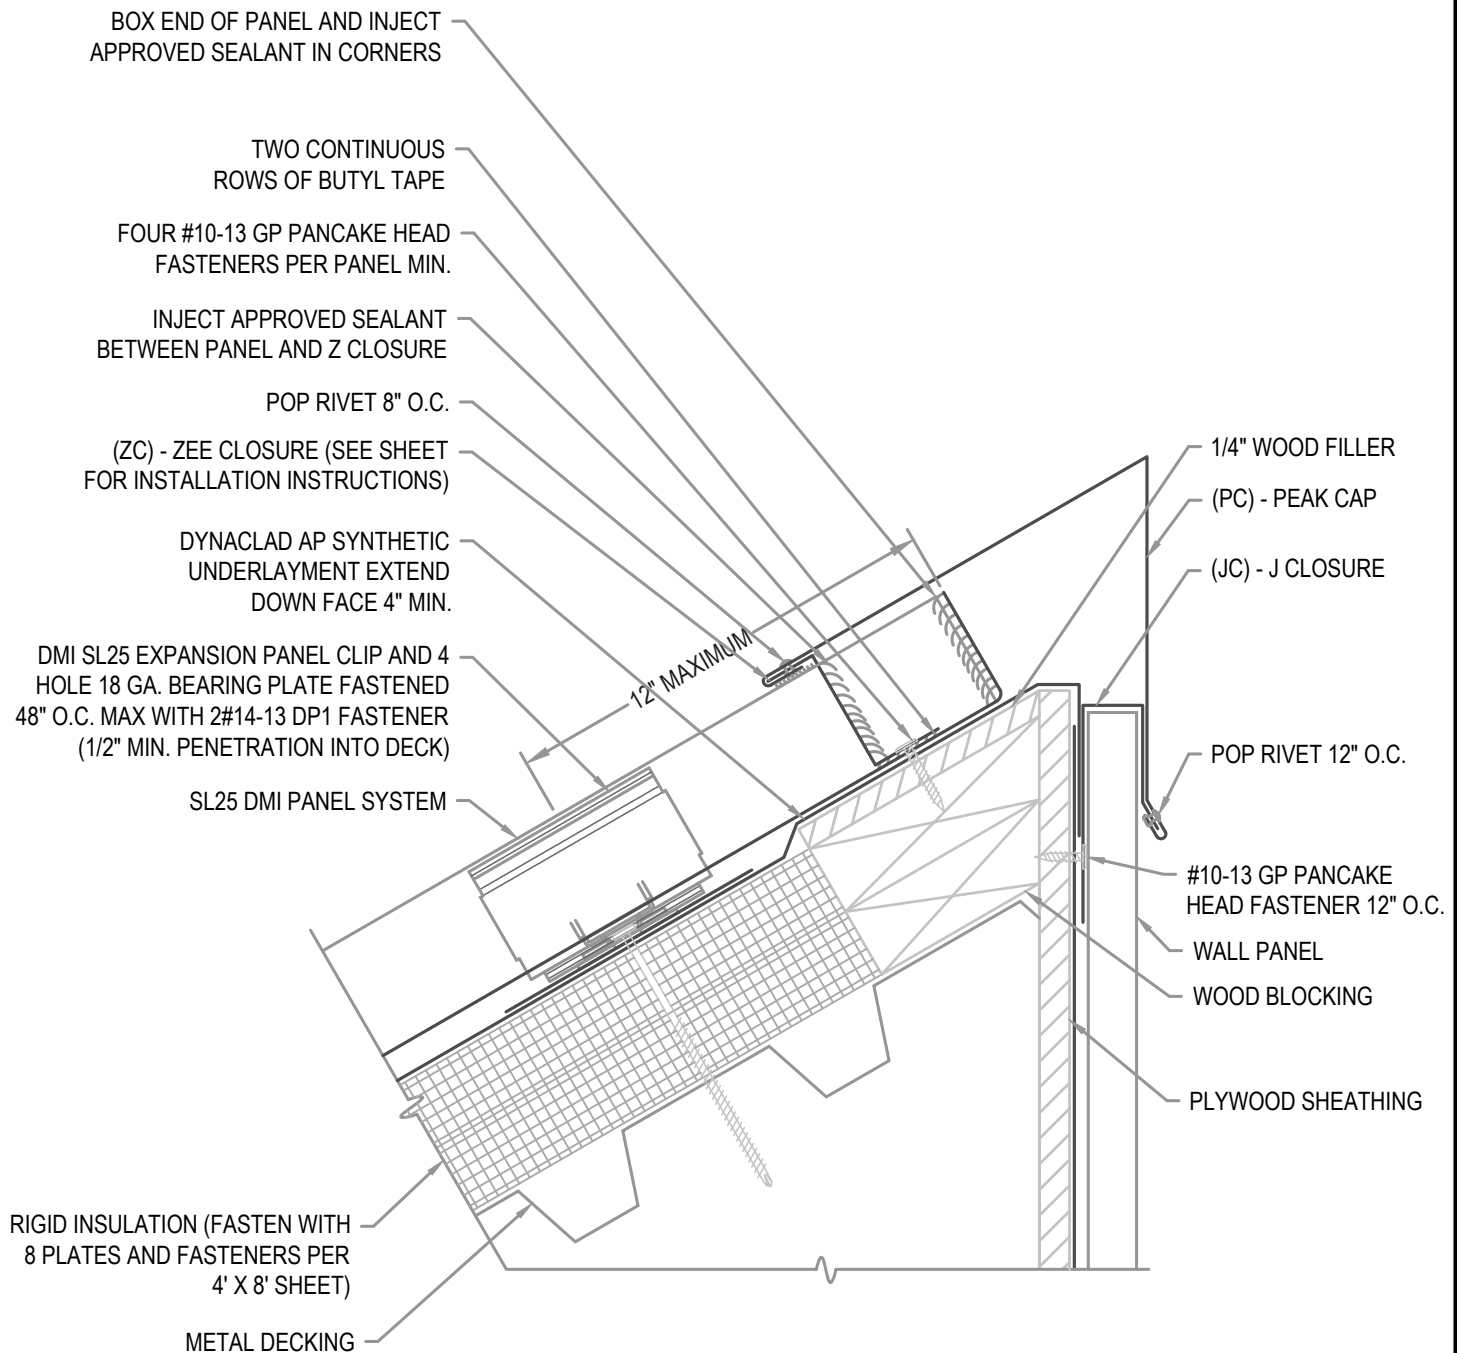 BOX END OF PANEL AND INJECT
APPROVED SEALANT IN CORNERS
TWO CONTINUOUS
ROWS OF BUTYL TAPE
FOUR #10-13 GP PANCAKE HEAD
FASTENERS PER PANEL MIN.
INJECT APPROVED SEALANT
BETWEEN PANEL AND Z CLOSURE
POP RIVET 8" O.C.
(ZC) - ZEE CLOSURE (SEE SHEET
FOR INSTALLATION INSTRUCTIONS)
DYNACLAD AP SYNTHETIC
UNDERLAYMENT EXTEND
DOWN FACE 4" MIN.
DMI SL25 EXPANSION PANEL CLIP AND 4
HOLE 18 GA. BEARING PLATE FASTENED
48" O.C. MAX WITH 2#14-13 DP1 FASTENER
(1/2" MIN. PENETRATION INTO DECK)
SL25 DMI PANEL SYSTEM
RIGID INSULATION (FASTEN WITH
8 PLATES AND FASTENERS PER
4' X 8' SHEET)
METAL DECKING
12" MAXIMUM
1/4" WOOD FILLER
(PC) - PEAK CAP
(JC) - J CLOSURE
POP RIVET 12" O.C.
#10-13 GP PANCAKE
HEAD FASTENER 12" O.C.
WALL PANEL
WOOD BLOCKING
PLYWOOD SHEATHING